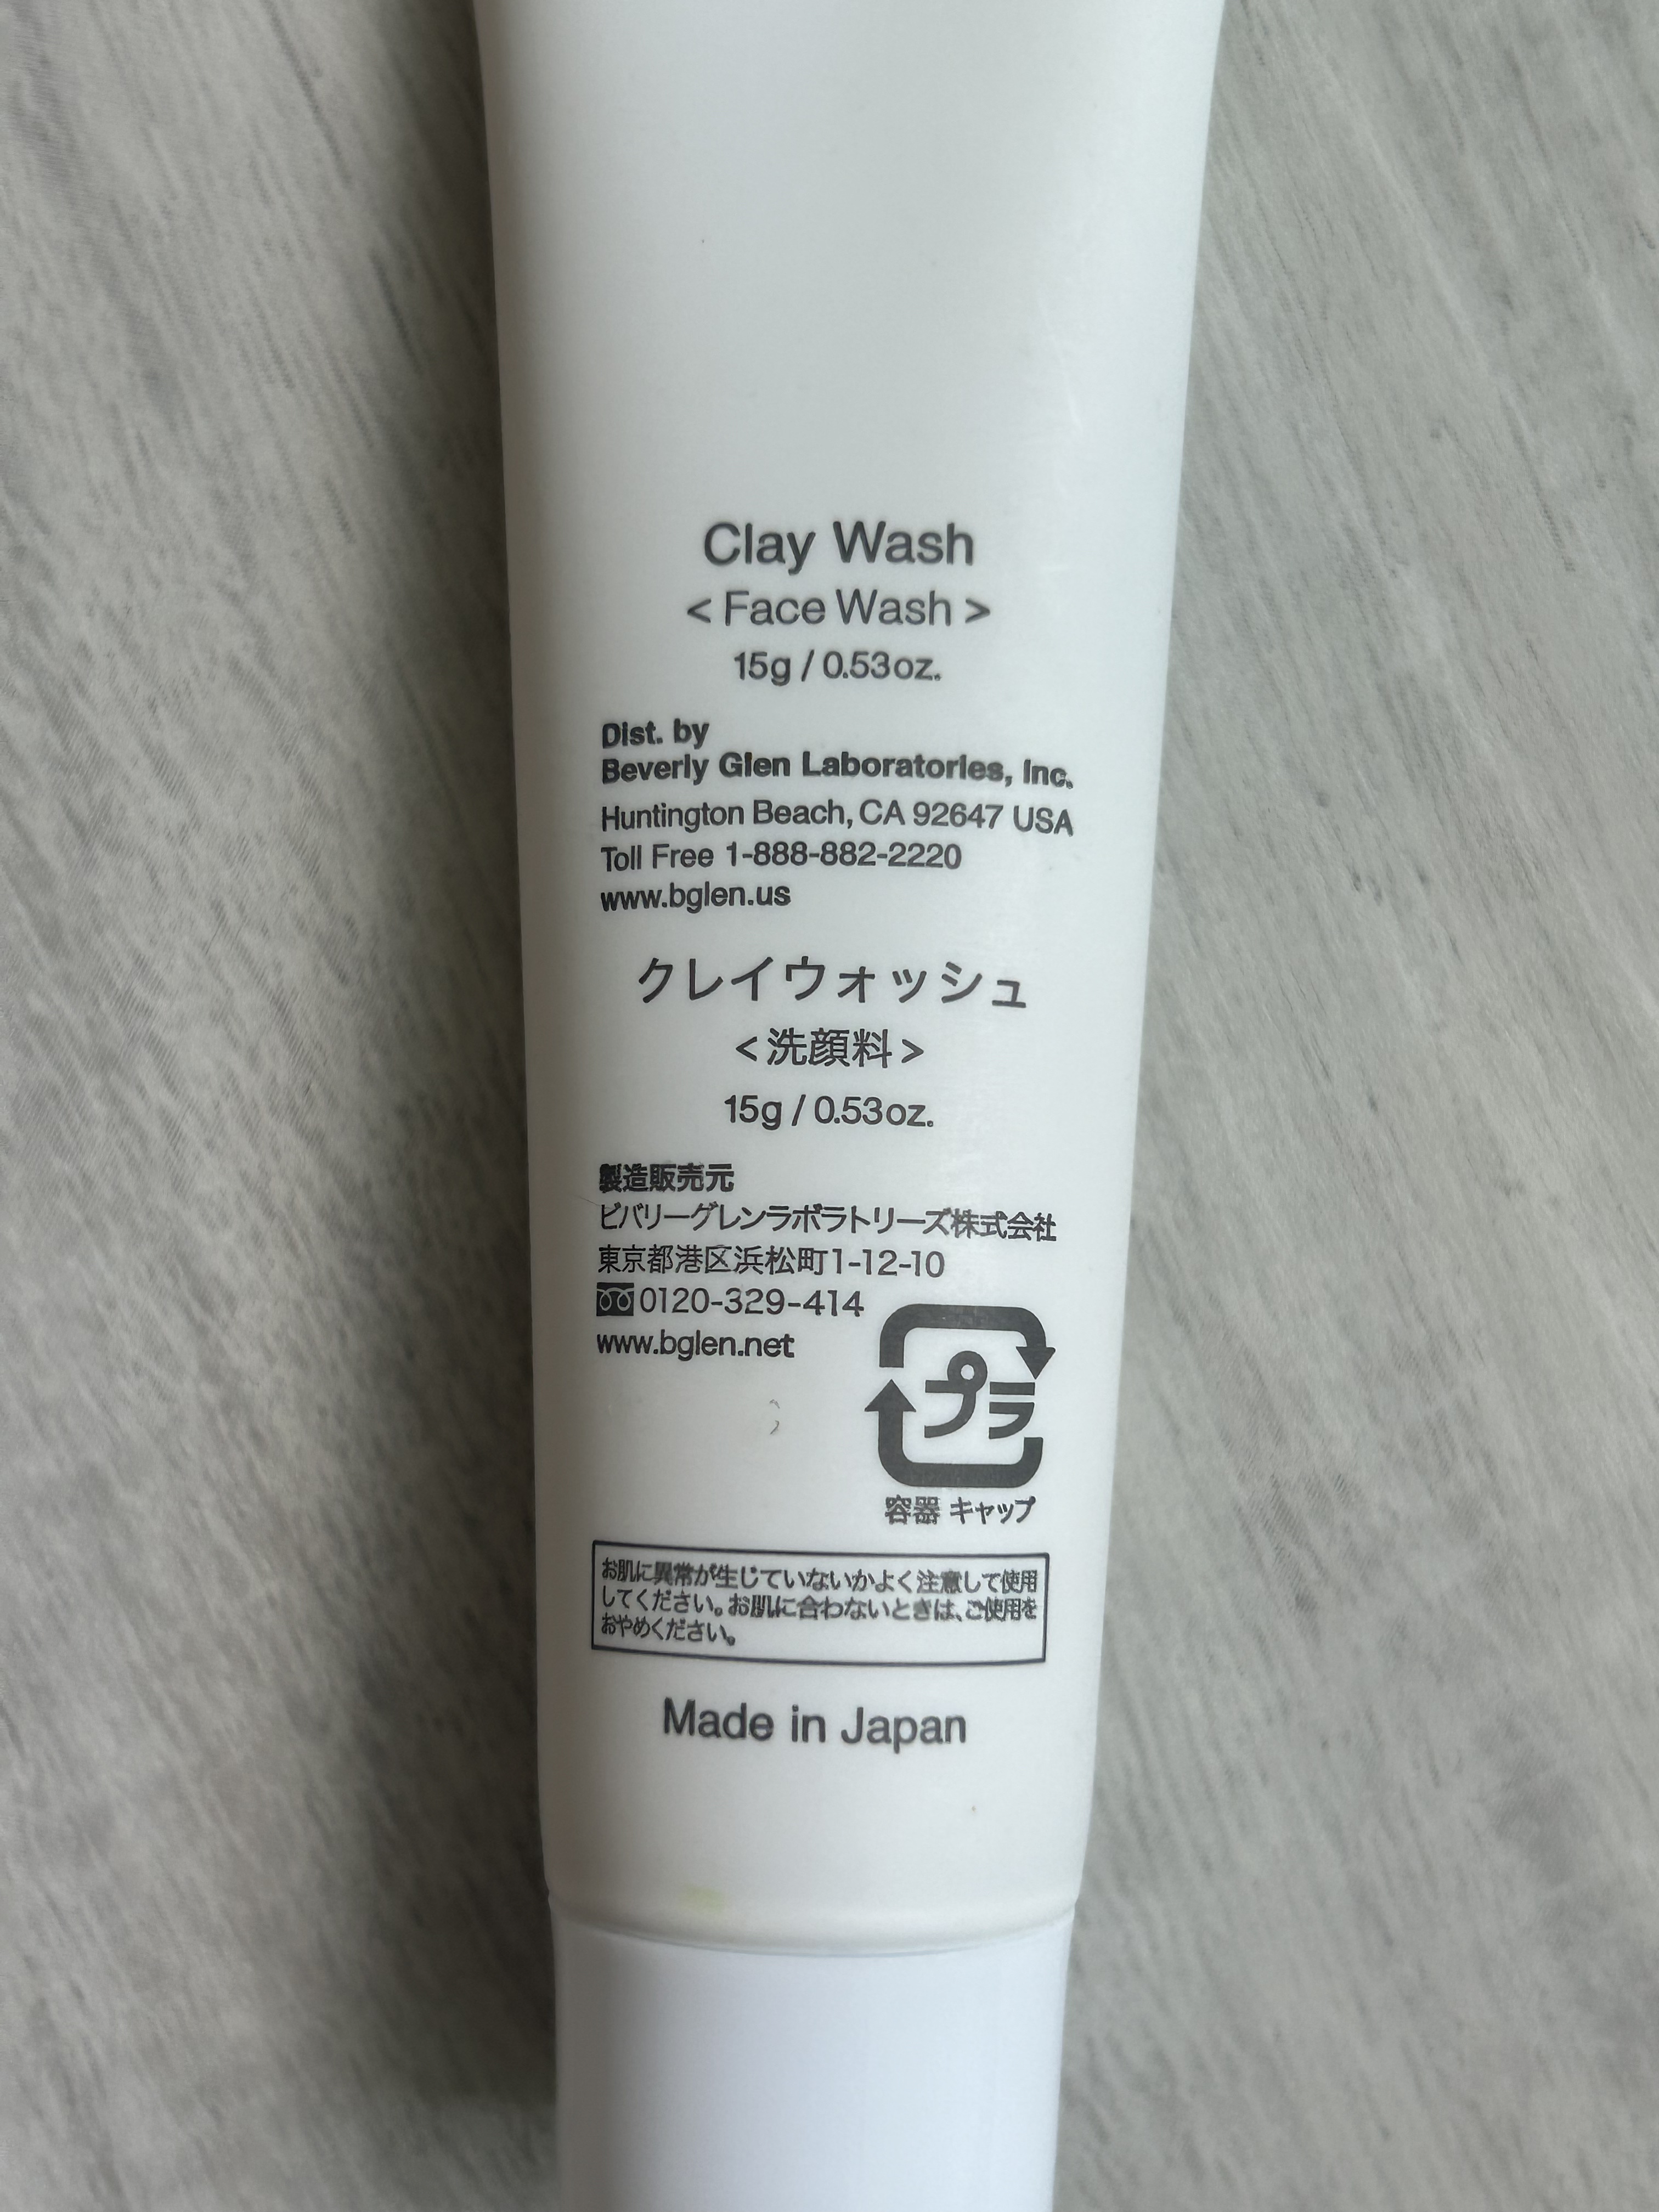 Clay Wash
< Face Wash >
15g / 0.53oz.
Dist. by
Beverly Glen Laboratories, Inc.
Huntington Beach, CA 92647 USA
Toll Free 1-888-882-2220
www.bglen.us
クレイウォッシュ
<洗顔料>
15g / 0.53oz.
製造販売元
ビバリーグレンラボラトリーズ株式会社
東京都港区浜松町1-12-10
0120-329-414
www.bglen.net
プラ
容器 キャップ
お肌に異常が生じていないかよく注意して使用
してください。お肌に合わないときは、ご使用を
おやめください。
Made in Japan